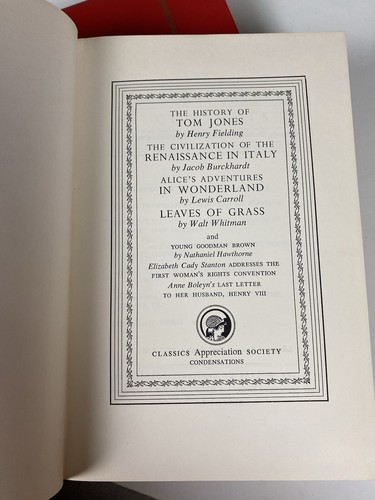 THE HISTORY OF
TOM JONES
by Henry Fielding
THE CIVILIZATION OF THE
RENAISSANCE IN ITALY
by Jacob Burckhardt
ALICE'S ADVENTURES
IN WONDERLAND
by Lewis Carroll
LEAVES OF GRASS
by Walt Whitman
and
YOUNG GOODMAN BROWN
by Nathaniel Hawthorne
Elizabeth Cady Stanton ADDRESSES THE
FIRST WOMAN'S RIGHTS CONVENTION
Anne Boleyn's LAST LETTER
TO HER HUSBAND, HENRY VIII
CLASSICS Appreciation SOCIETY
CONDENSATIONS